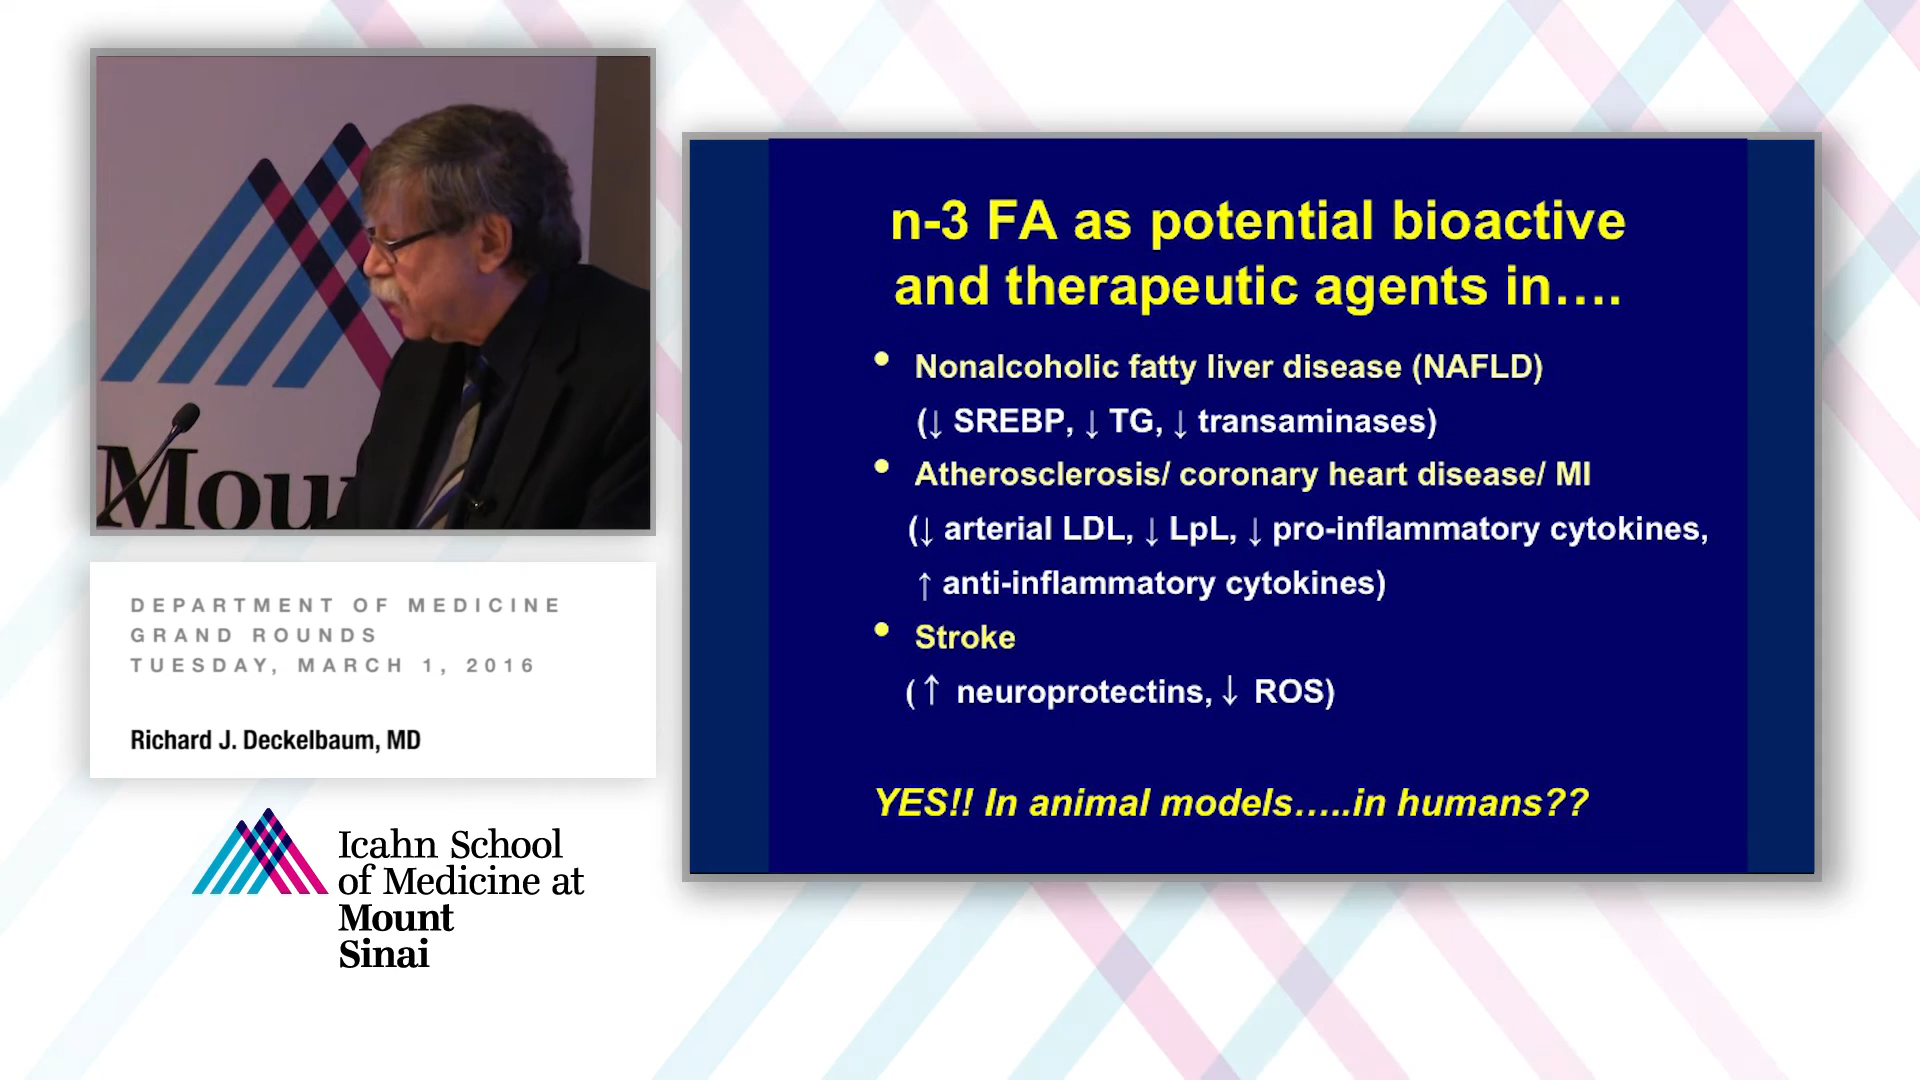 Mou
DEPARTMENT OF MEDICINE
GRAND ROUNDS
TUESDAY, MARCH 1, 2016
Richard J. Deckelbaum, MD
Icahn School
of Medicine at
Mount
Sinai
n-3 FA as potential bioactive
and therapeutic agents in….
• Nonalcoholic fatty liver disease (NAFLD)
(↓ SREBP, ↓ TG, ↓ transaminases)
• Atherosclerosis/ coronary heart disease/ MI
(↓ arterial LDL, ↓ LpL, ↓ pro-inflammatory cytokines,
↑ anti-inflammatory cytokines)
• Stroke
(↑ neuroprotectins, ↓ ROS)
YES!! In animal models…..in humans??